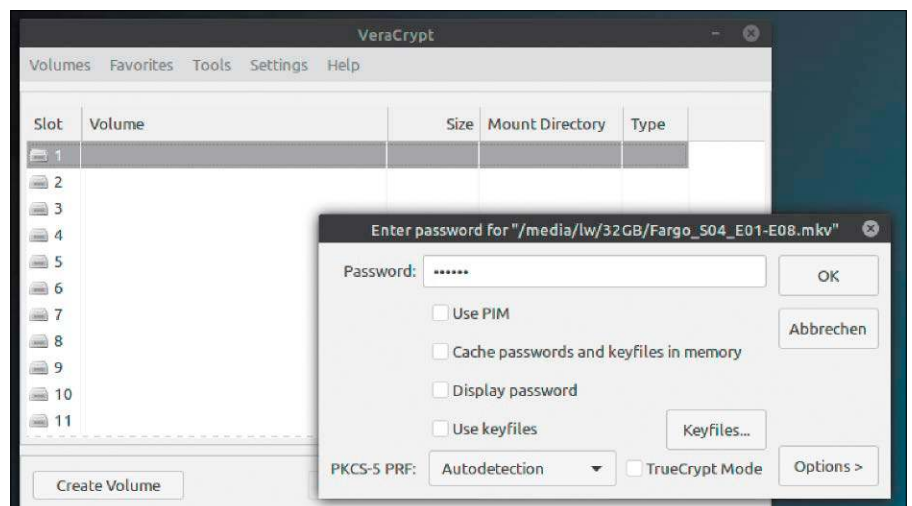 VeraCrypt
Volumes Favorites Tools Settings Help
Slot Volume Size Mount Directory Type
1
2
3
4
5
6
7
8
9
10
11
Create Volume
Enter password for "/media/lw/32GB/Fargo_S04_E01-E08.mkv"
Password: •••••• OK
Use PIM
Abbrechen
Cache passwords and keyfiles in memory
Display password
Use keyfiles Keyfiles...
PKCS-5 PRF: Autodetection TrueCrypt Mode Options >